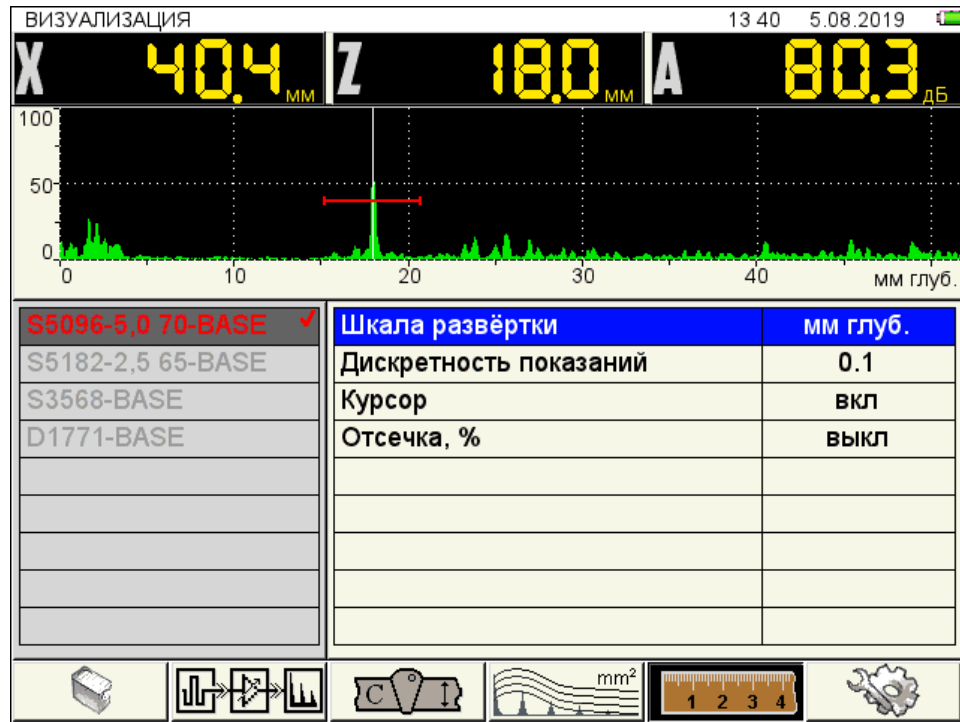 ВИЗУАЛИЗАЦИЯ 13 40 5.08.2019
X 40.4 мм Z 18.0 мм A 80.3 дБ
100
50
0
0 10 20 30 40 мм глуб.
S5096-5,0 70-BASE Шкала развёртки мм глуб.
S5182-2,5 65-BASE Дискретность показаний 0.1
S3568-BASE Курсор вкл
D1771-BASE Отсечка, % выкл
C mm² 1 2 3 4